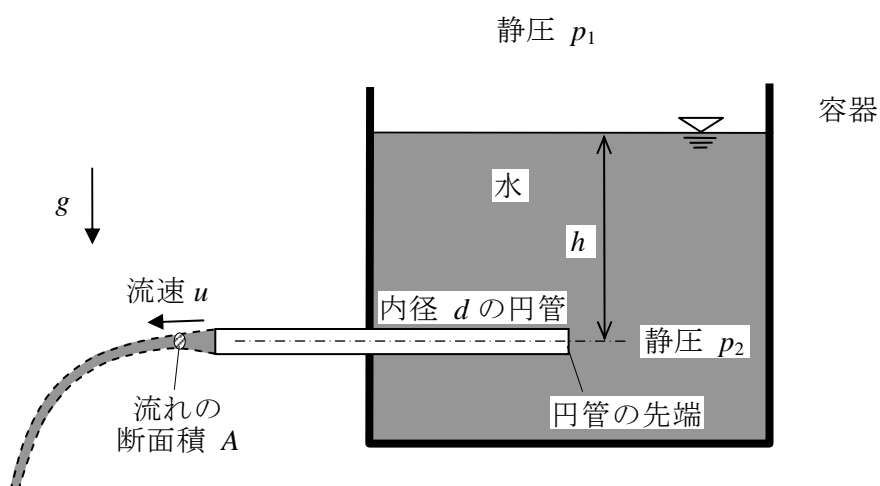 静圧 p1
容器
水
g
h
流速 u
内径 d の円管
静圧 p2
流れの
断面積 A
円管の先端